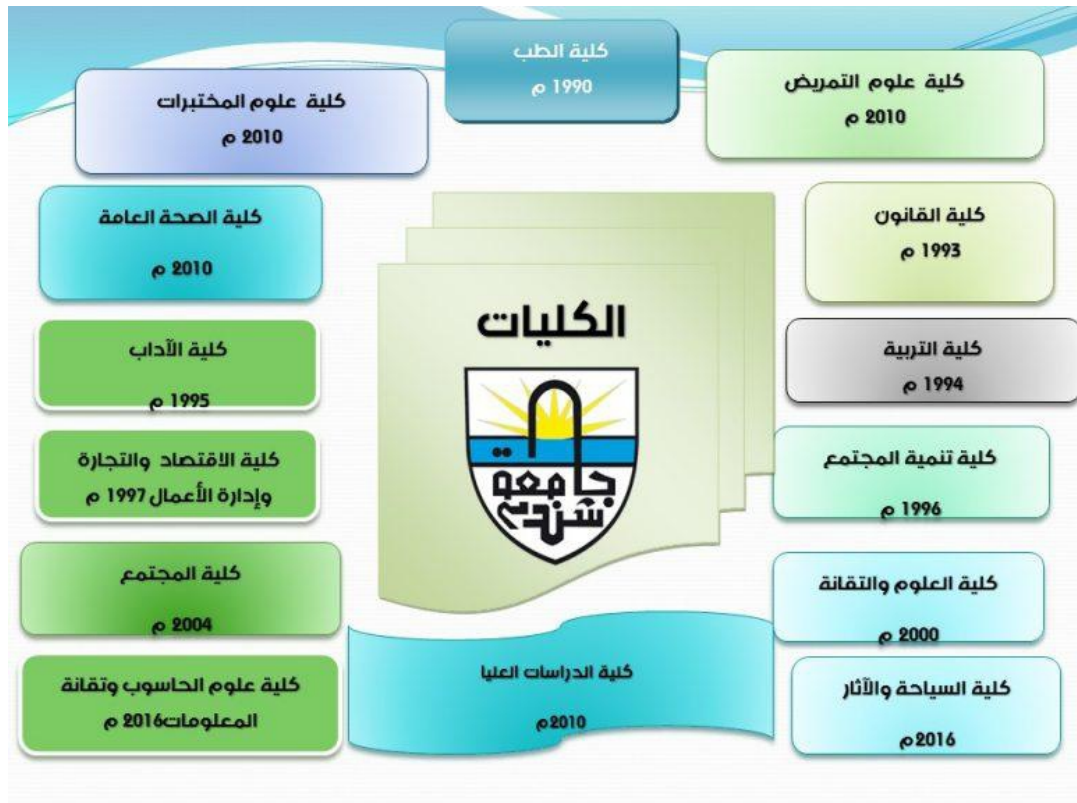 كلية الطب
1990 م
كلية علوم التمريض
2010 م
كلية علوم المختبرات
2010 م
كلية القانون
1993 م
كلية الصحة العامة
2010 م
الكليات
جامعة
شندي
كلية التربية
1994 م
كلية الآداب
1995 م
كلية تنمية المجتمع
1996 م
كلية الاقتصاد والتجارة
وإدارة الأعمال 1997 م
كلية العلوم والتقانة
2000 م
كلية المجتمع
2004 م
كلية السياحة والآثار
2016م
كلية الدراسات العليا
2010م
كلية علوم الحاسوب وتقانة
المعلومات2016 م